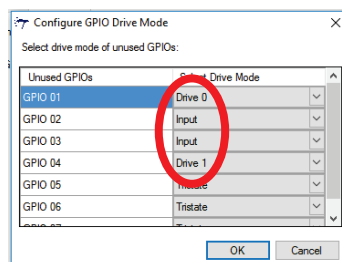 Configure GPIO Drive Mode
Select drive mode of unused GPIOs:
Unused GPIOs Select Drive Mode
GPIO 01 Drive 0
GPIO 02 Input
GPIO 03 Input
GPIO 04 Drive 1
GPIO 05 Tristate
GPIO 06 Tristate
OK Cancel